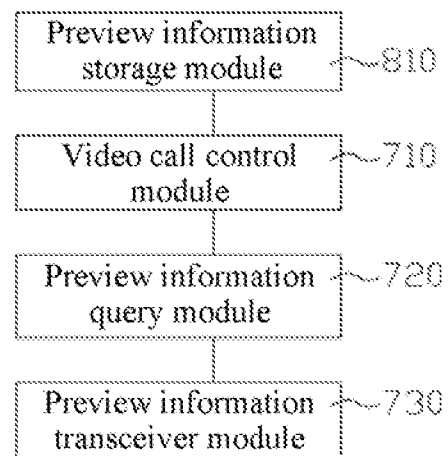 Preview information
storage module
810
Video call control
module
710
Preview information
query module
720
Preview information
transceiver module
730